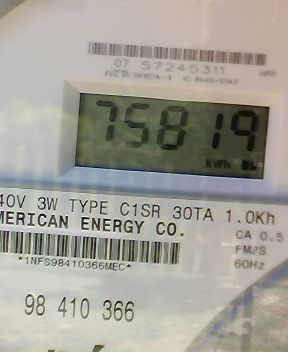 07 57245311
75819
kWh
40V 3W TYPE C1SR 30TA 1.0Kh
MERICAN ENERGY CO.
CA 0.5
FM2S
*1NFS98410366MEC*
60Hz
98 410 366